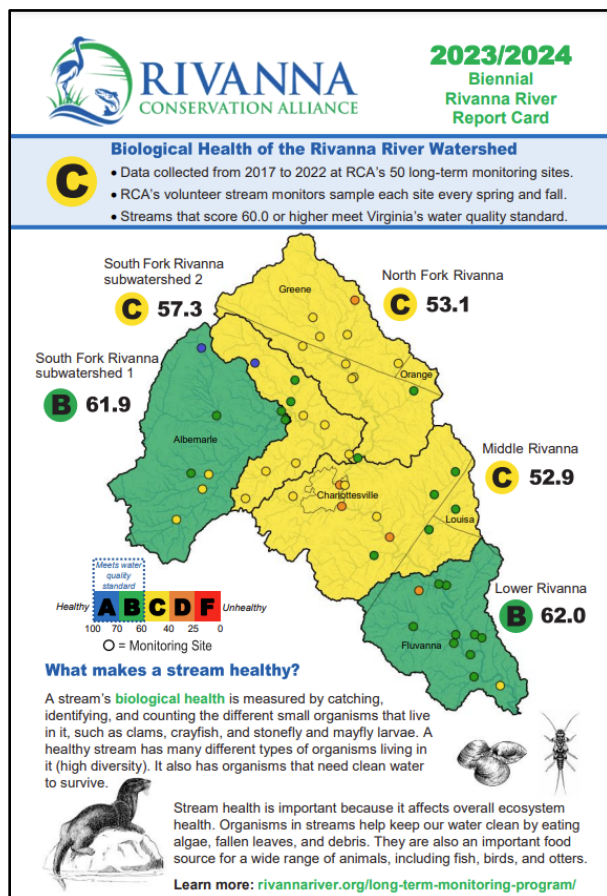 RIVANNA
CONSERVATION ALLIANCE
2023/2024
Biennial
Rivanna River
Report Card
C
Biological Health of the Rivanna River Watershed
• Data collected from 2017 to 2022 at RCA's 50 long-term monitoring sites.
• RCA's volunteer stream monitors sample each site every spring and fall.
• Streams that score 60.0 or higher meet Virginia's water quality standard.
South Fork Rivanna
subwatershed 2
C 57.3
North Fork Rivanna
C 53.1
South Fork Rivanna
subwatershed 1
B 61.9
Middle Rivanna
C 52.9
Lower Rivanna
B 62.0
Greene
Orange
Albemarle
Charlottesville
Louisa
Fluvanna
Meets water
quality
standard
Healthy A B C D F Unhealthy
100 70 60 40 20 0
= Monitoring Site
What makes a stream healthy?
A stream's biological health is measured by catching,
identifying, and counting the different small organisms that live
in it, such as clams, crayfish, and stonefly and mayfly larvae. A
healthy stream has many different types of organisms living in
it (high diversity). It also has organisms that need clean water
to survive.
Stream health is important because it affects overall ecosystem
health. Organisms in streams help keep our water clean by eating
algae, fallen leaves, and debris. They are also an important food
source for a wide range of animals, including fish, birds, and otters.
Learn more: rivannariver.org/long-term-monitoring-program/